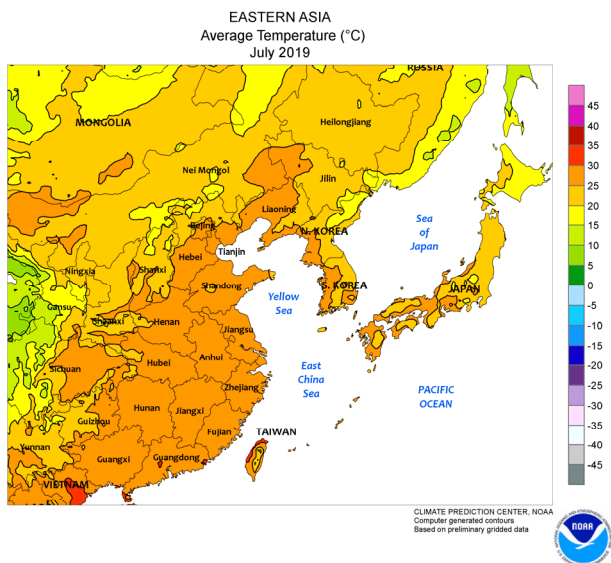 EASTERN ASIA
Average Temperature (°C)
July 2019
RUSSIA
MONGOLIA
Heilongjiang
Nei Mongol
Jilin
Liaoning
Beijing
N. KOREA
Sea
of
Japan
Tianjin
Hebei
Ningxia
Shanxi
Shandong
S. KOREA
JAPAN
Yellow
Sea
Gansu
Shaanxi
Henan
Jiangsu
Anhui
Hubei
Sichuan
East
China
Sea
Zhejiang
PACIFIC
OCEAN
Hunan
Jiangxi
Guizhou
Fujian
TAIWAN
Yunnan
Guangxi
Guangdong
VIETNAM
45
40
35
30
25
20
15
10
5
0
-5
-10
-15
-20
-25
-30
-35
-40
-45
CLIMATE PREDICTION CENTER, NOAA
Computer generated contours
Based on preliminary gridded data
NOAA